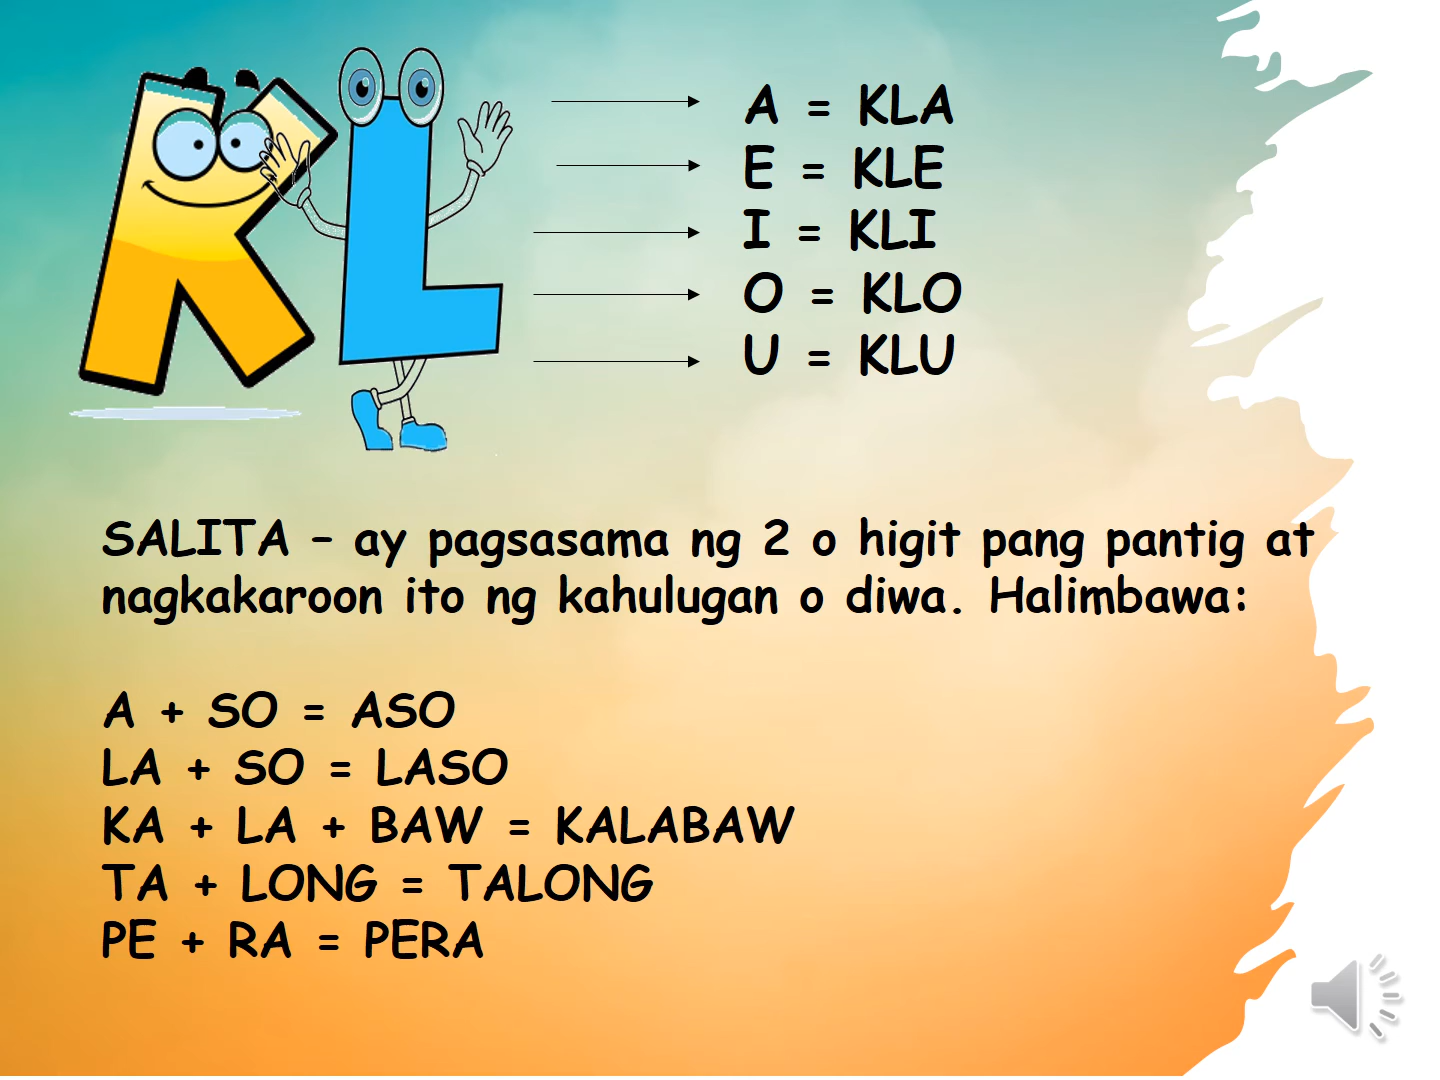 KL
A = KLA
E = KLE
I = KLI
O = KLO
U = KLU
SALITA – ay pagsasama ng 2 o higit pang pantig at
nagkakaroon ito ng kahulugan o diwa. Halimbawa:
A + SO = ASO
LA + SO = LASO
KA + LA + BAW = KALABAW
TA + LONG = TALONG
PE + RA = PERA